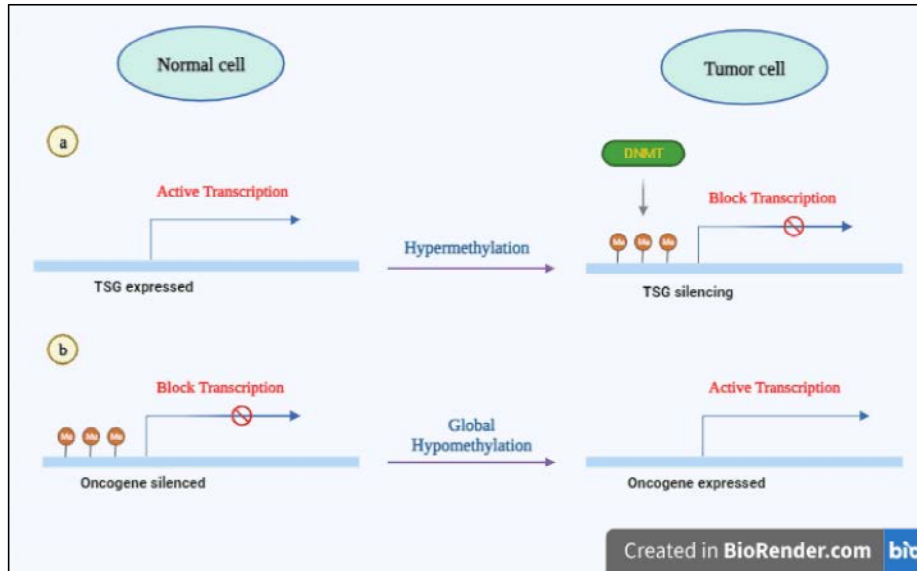 Normal cell
Tumor cell
a
DNMT
Active Transcription
Block Transcription
Hypermethylation
Me Me Me
TSG expressed
TSG silencing
b
Block Transcription
Active Transcription
Me Me Me
Global
Hypomethylation
Oncogene silenced
Oncogene expressed
Created in BioRender.com bio